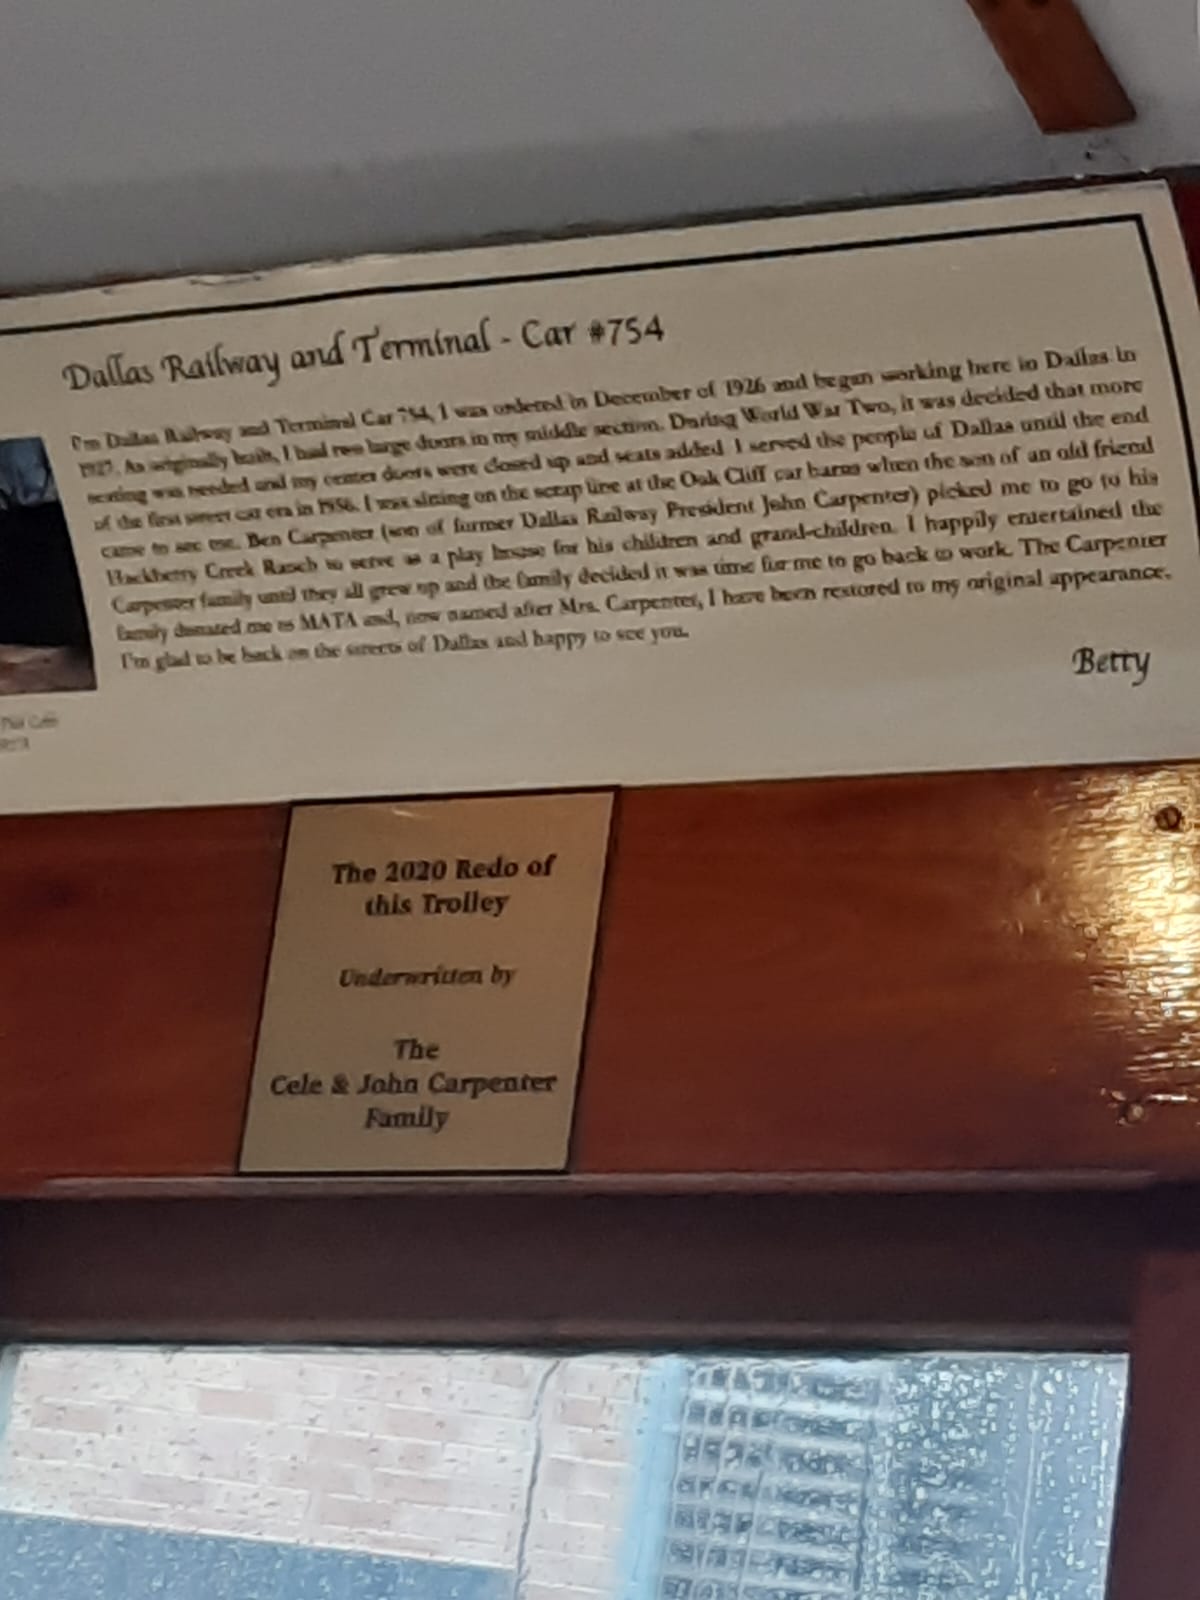 Dallas Railway and Terminal - Car #754
I'm Dallas Railway and Terminal Car 754, I was ordered in December of 1926 and began working here in Dallas in
1927. As originally built, I had two large doors in my middle section. During World War Two, it was decided that more
seating was needed and my center doors were closed up and seats added. I served the people of Dallas until the end
of the first street car era in 1956. I was sitting on the scrap line at the Oak Cliff car barns when the son of an old friend
came to see me. Ben Carpenter (son of former Dallas Railway President John Carpenter) picked me to go to his
Hackberry Creek Ranch to serve as a play house for his children and grand-children. I happily entertained the
Carpenter family until they all grew up and the family decided it was time for me to go back to work. The Carpenter
family donated me to MATA and, now named after Mrs. Carpenter, I have been restored to my original appearance.
I'm glad to be back on the streets of Dallas and happy to see you.
Betty
The 2020 Redo of
this Trolley
Underwritten by
The
Cele & John Carpenter
Family